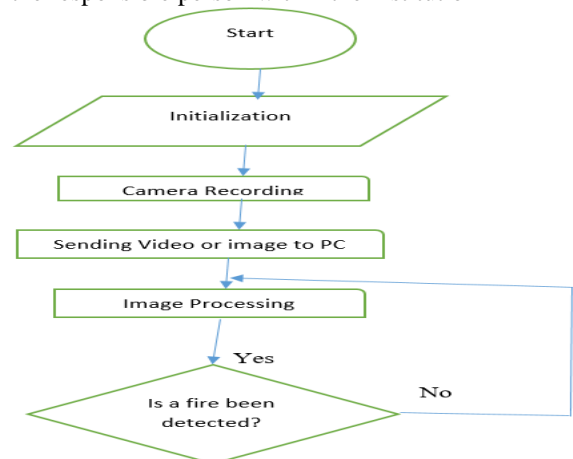 Start
Initialization
Camera Recording
Sending Video or image to PC
Image Processing
Yes
No
Is a fire been
detected?